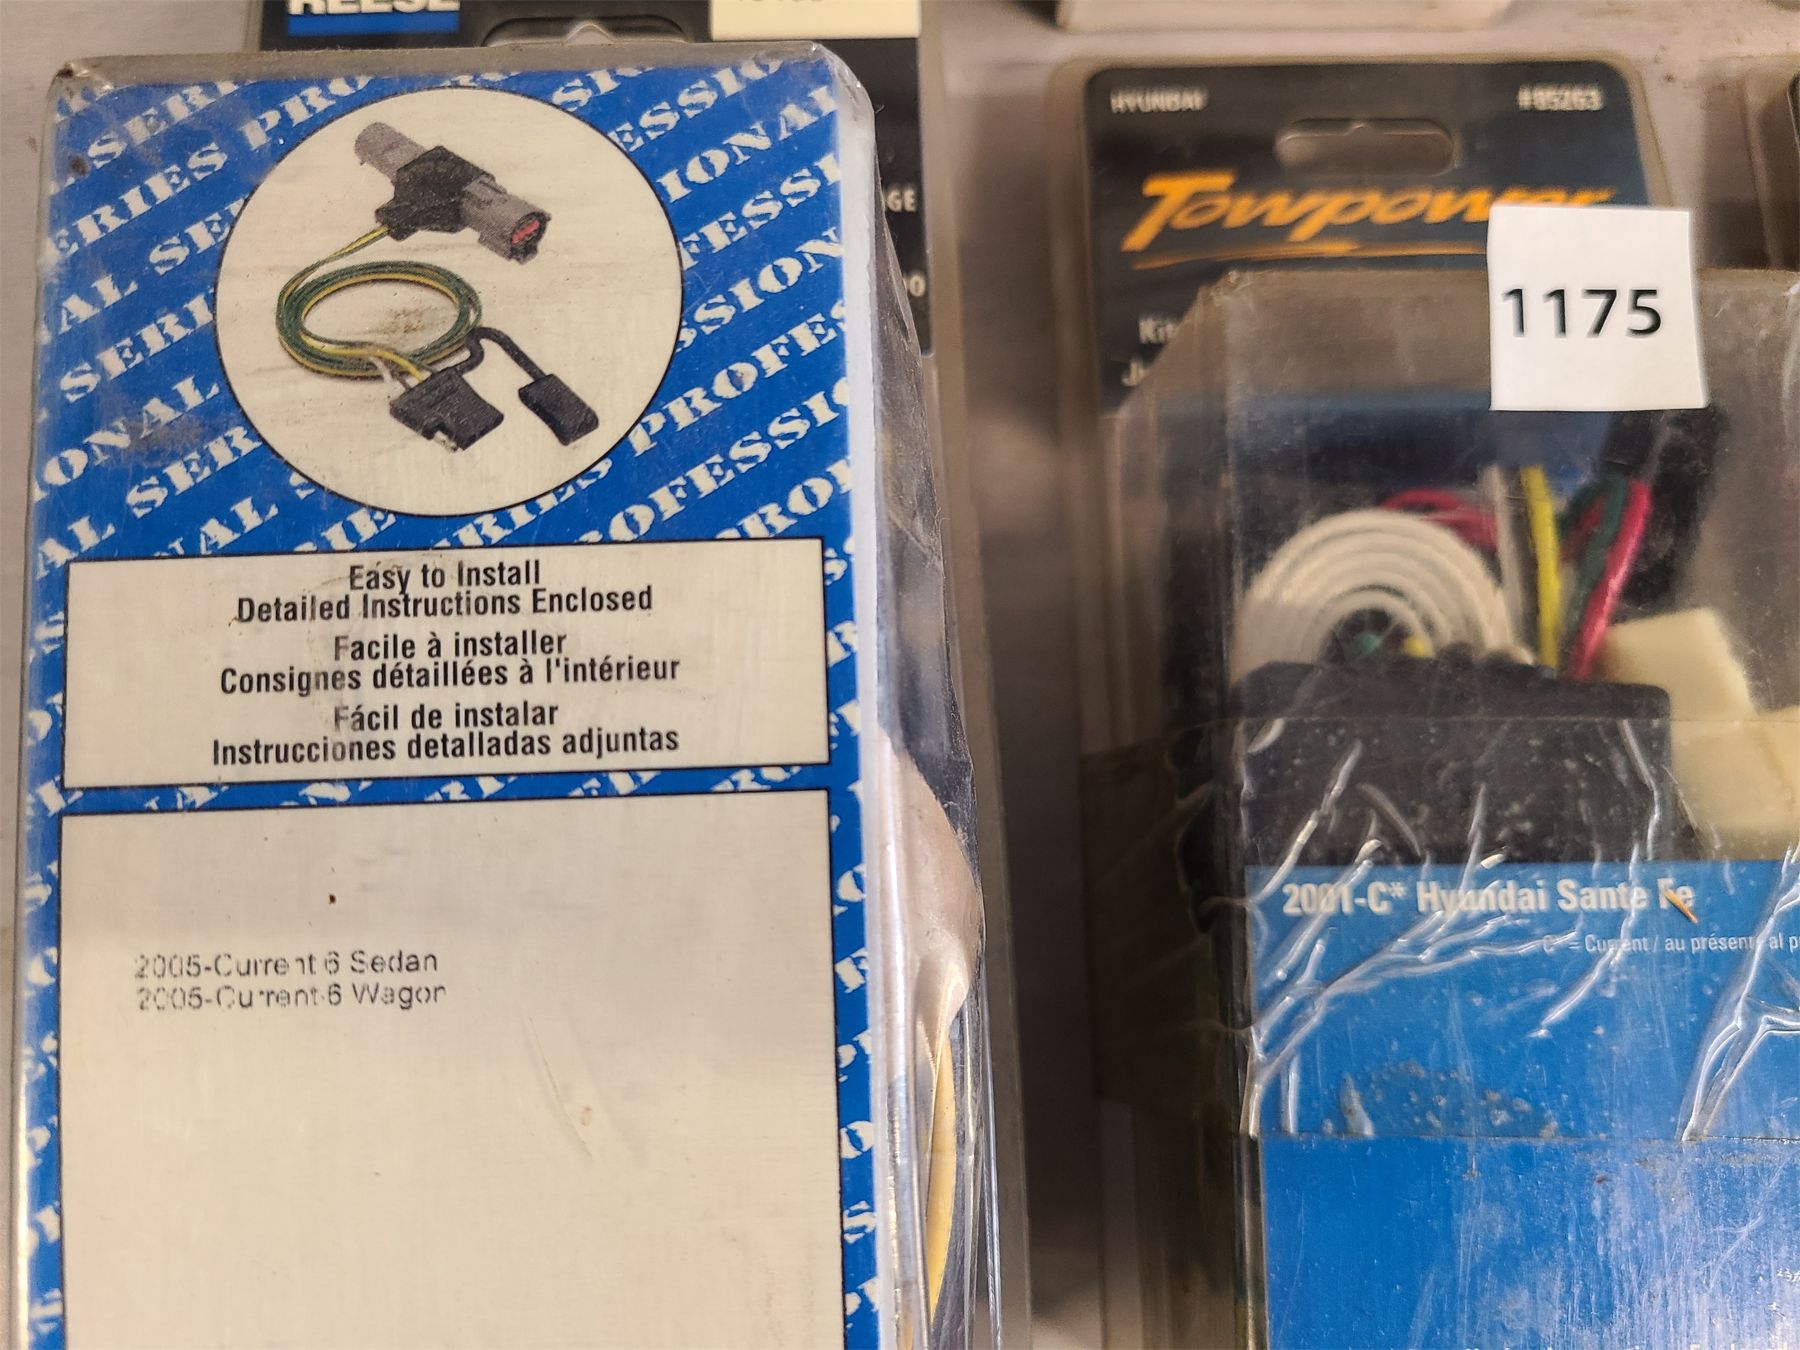 REESE
SERIES PROFESSIONAL
Easy to Install
Detailed Instructions Enclosed
Facile à installer
Consignes détaillées à l'intérieur
Fácil de instalar
Instrucciones detalladas adjuntas
2005-Current 6 Sedan
2005-Current 6 Wagon
HYUNDAI
#85263
Towpower
1175
Kit
2001-C* Hyundai Sante Fe
C* = Current / au présent / al